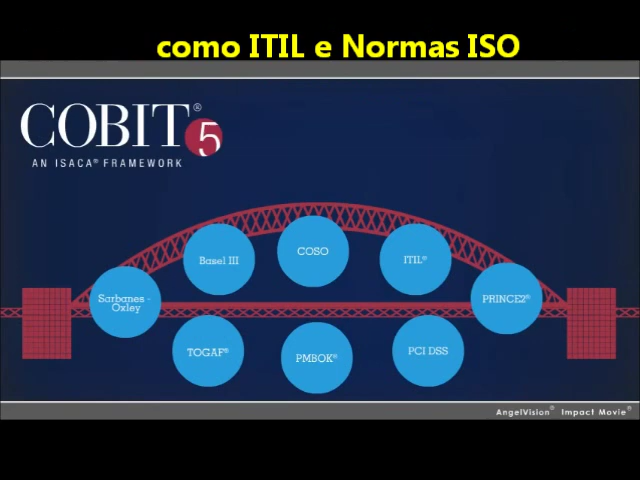 como ITIL e Normas ISO
COBIT® 5
AN ISACA® FRAMEWORK
Basel III
COSO
ITIL®
Sarbanes -
Oxley
PRINCE2®
TOGAF®
PMBOK®
PCI DSS
AngelVision® Impact Movie®